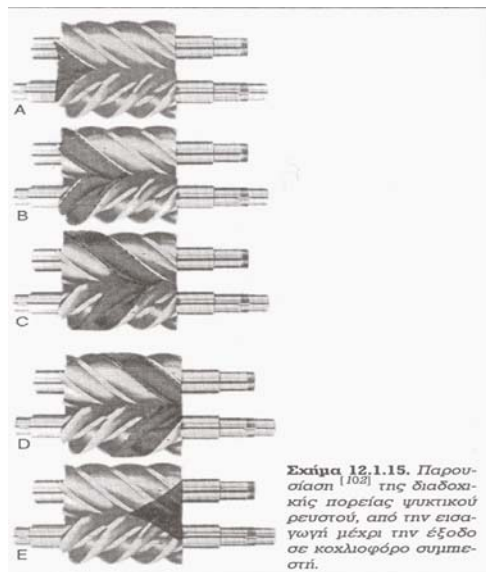 A
B
C
D
E
Σχήμα 12.1.15. Παρου-
σίαση [102] της διαδοχι-
κής πορείας ψυκτικού
ρευστού, από την εισα-
γωγή μέχρι την έξοδο
σε κοχλιοφόρο συμπιε-
στή.